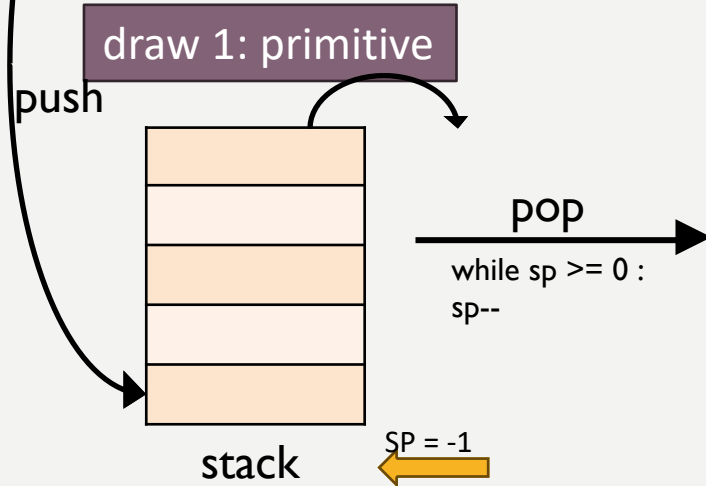 draw 1: primitive
push
pop
while sp >= 0 :
sp--
SP = -1
stack